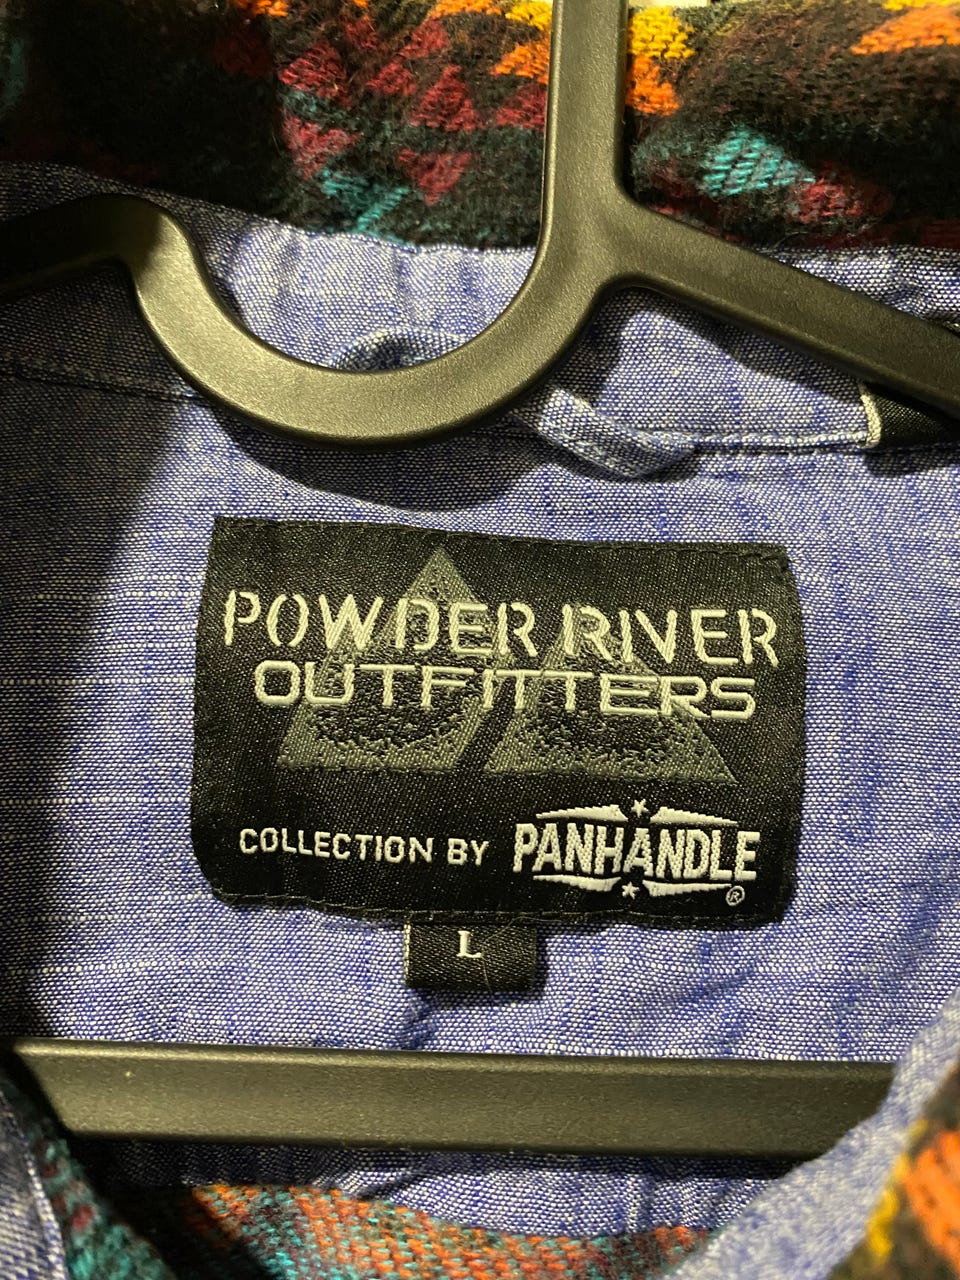 POWDER RIVER
OUTFITTERS
COLLECTION BY PANHANDLE ®
L